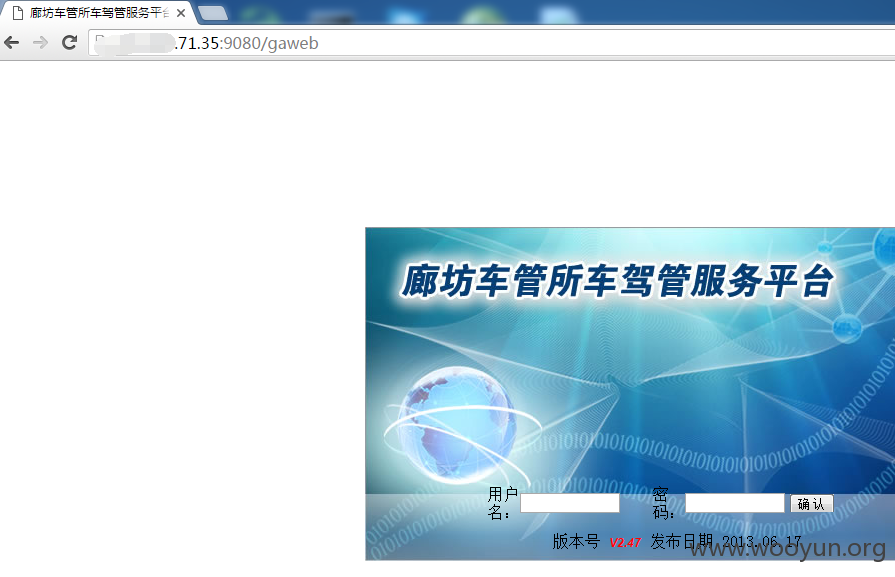 廊坊车管所车驾管服务平台
.71.35:9080/gaweb
廊坊车管所车驾管服务平台
用户名： 密码： 确认
版本号 V2.47 发布日期 2013.06.17
www.wooyun.org